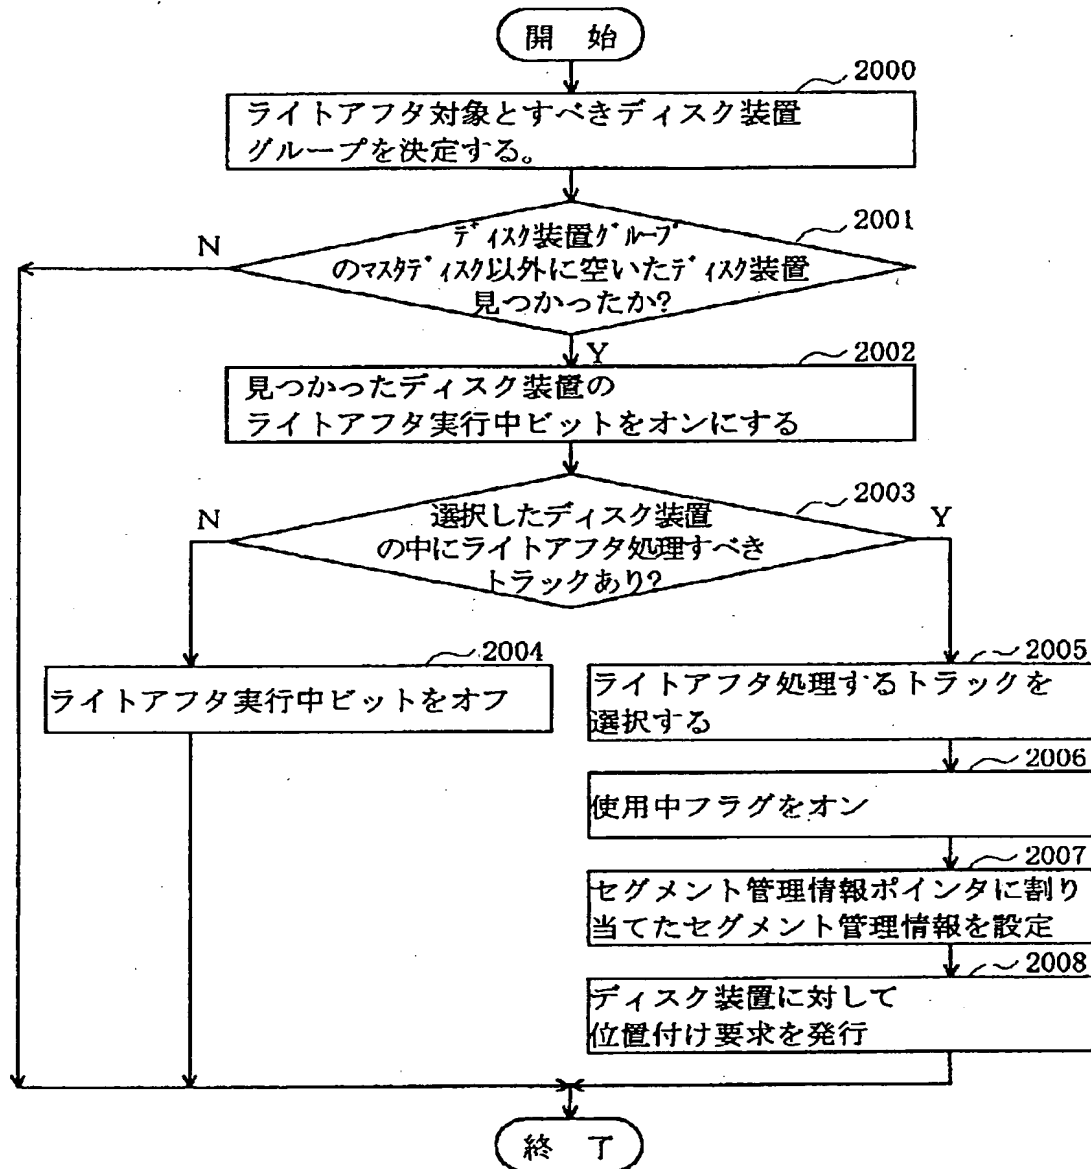 開 始
2000
ライトアフタ対象とすべきディスク装置
グループを決定する。
2001
N
ディスク装置グループ
のマスタディスク以外に空いたディスク装置
見つかったか?
Y
2002
見つかったディスク装置の
ライトアフタ実行中ビットをオンにする
2003
N
Y
選択したディスク装置
の中にライトアフタ処理すべき
トラックあり?
2004
ライトアフタ実行中ビットをオフ
2005
ライトアフタ処理するトラックを
選択する
2006
使用中フラグをオン
2007
セグメント管理情報ポインタに割り
当てたセグメント管理情報を設定
2008
ディスク装置に対して
位置付け要求を発行
終 了